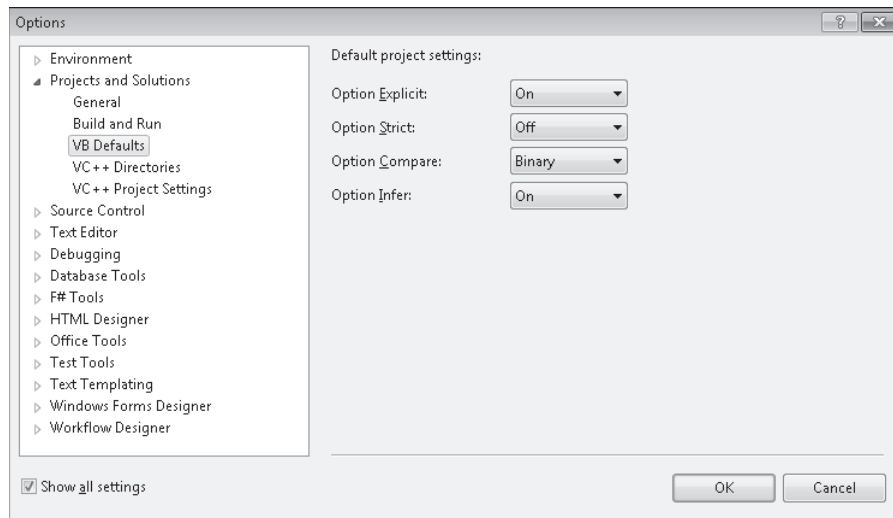 Options
Environment
Projects and Solutions
General
Build and Run
VB Defaults
VC++ Directories
VC++ Project Settings
Source Control
Text Editor
Debugging
Database Tools
F# Tools
HTML Designer
Office Tools
Test Tools
Text Templating
Windows Forms Designer
Workflow Designer
Show all settings
Default project settings:
Option Explicit: On
Option Strict: Off
Option Compare: Binary
Option Infer: On
OK Cancel